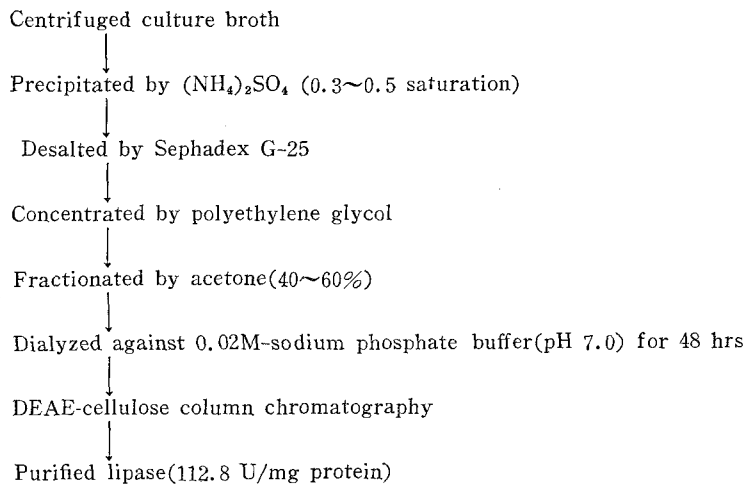 Centrifuged culture broth
Precipitated by (NH₄)₂SO₄ (0.3～0.5 saturation)
Desalted by Sephadex G-25
Concentrated by polyethylene glycol
Fractionated by acetone(40～60%)
Dialyzed against 0.02M-sodium phosphate buffer(pH 7.0) for 48 hrs
DEAE-cellulose column chromatography
Purified lipase(112.8 U/mg protein)